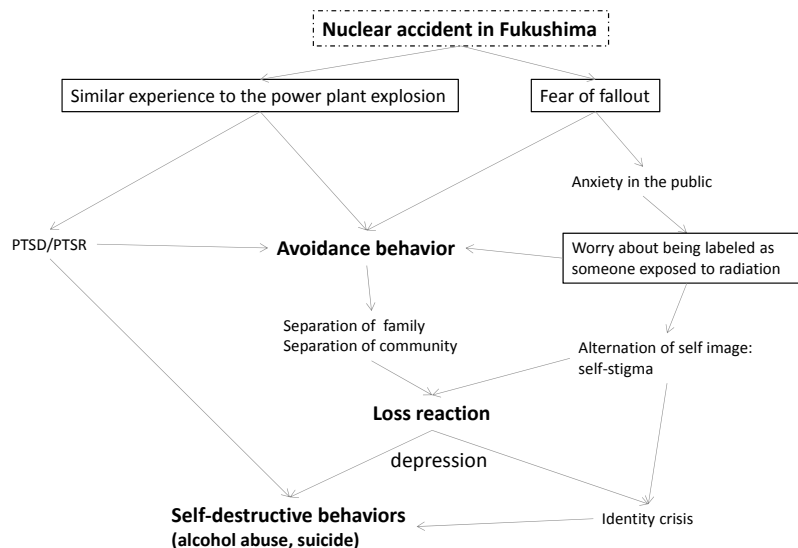 Nuclear accident in Fukushima
Similar experience to the power plant explosion
Fear of fallout
Anxiety in the public
PTSD/PTSR
Avoidance behavior
Worry about being labeled as
someone exposed to radiation
Separation of family
Separation of community
Alternation of self image:
self-stigma
Loss reaction
depression
Self-destructive behaviors
(alcohol abuse, suicide)
Identity crisis